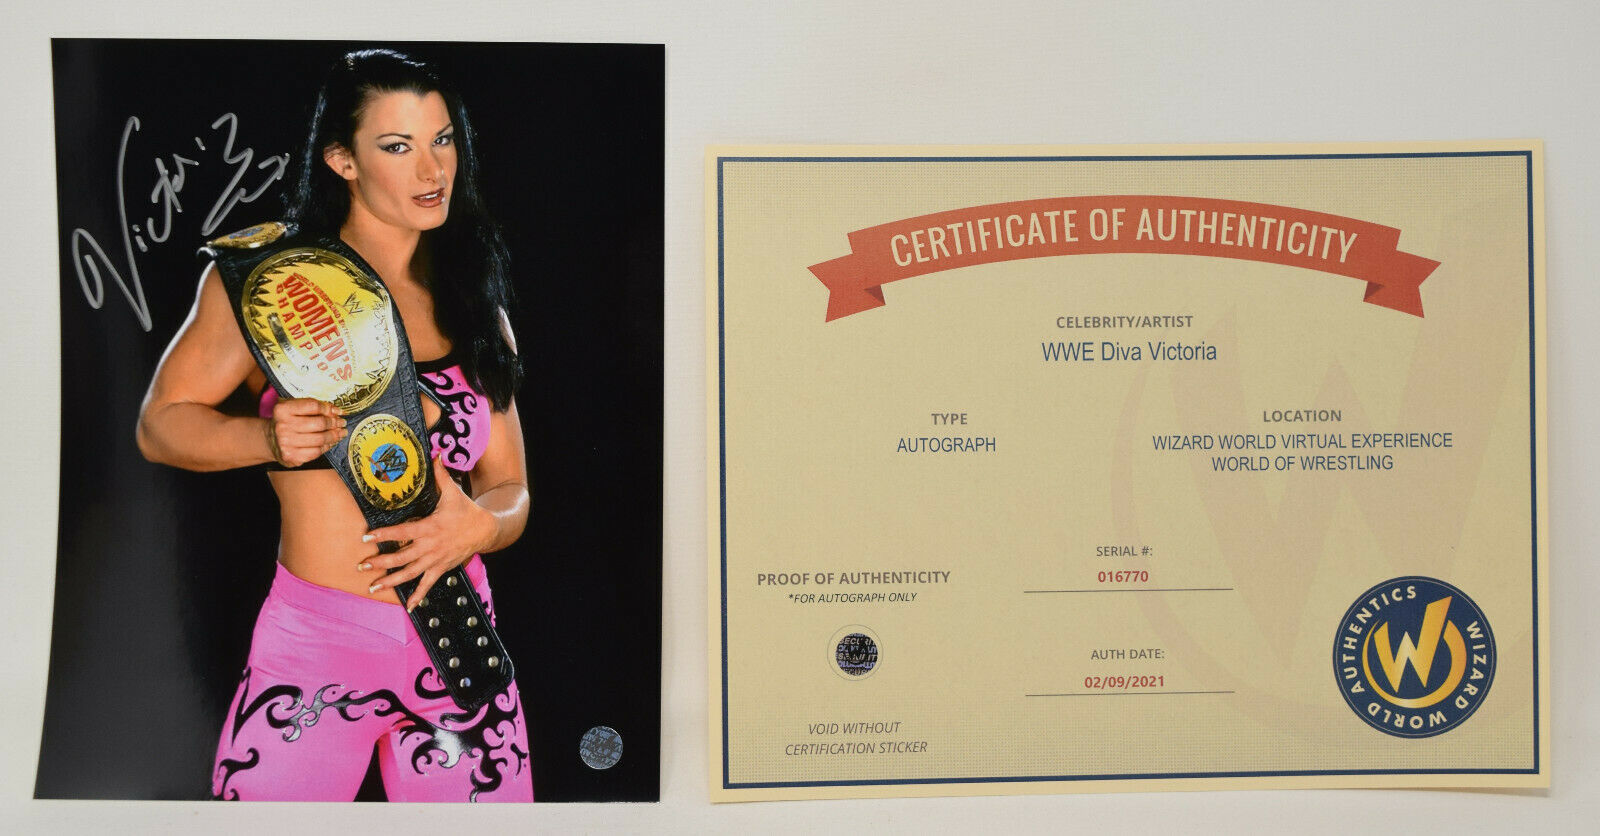 Victoria
WOMEN'S
CHAMPION
CERTIFICATE OF AUTHENTICITY
CELEBRITY/ARTIST
WWE Diva Victoria
TYPE
AUTOGRAPH
LOCATION
WIZARD WORLD VIRTUAL EXPERIENCE
WORLD OF WRESTLING
PROOF OF AUTHENTICITY
*FOR AUTOGRAPH ONLY
SERIAL #:
016770
AUTH DATE:
02/09/2021
VOID WITHOUT
CERTIFICATION STICKER
WIZARD WORLD AUTHENTICS
W